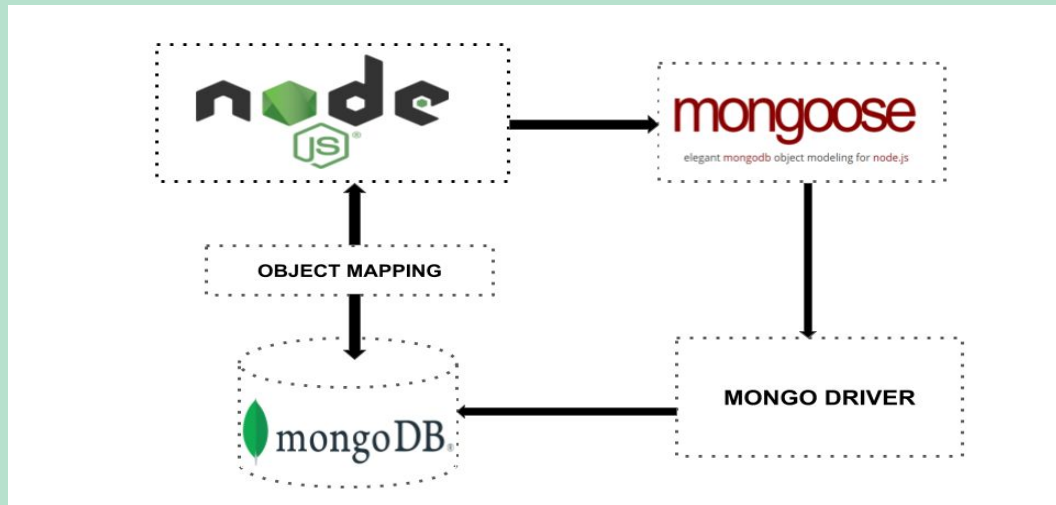 node
JS
®
mongoose
elegant mongodb object modeling for node.js
OBJECT MAPPING
MONGO DRIVER
mongoDB®